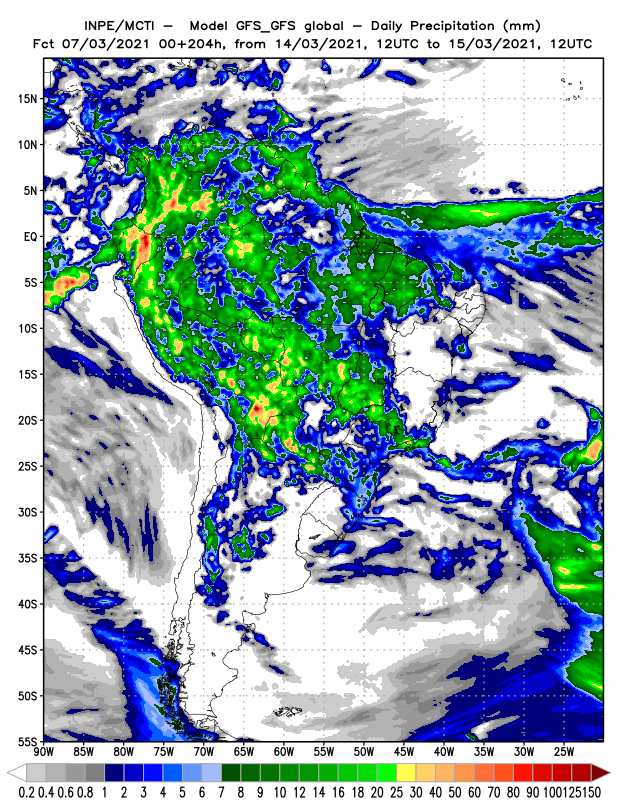 INPE/MCTI – Model GFS_GFS global – Daily Precipitation (mm)
Fct 07/03/2021 00+204h, from 14/03/2021, 12UTC to 15/03/2021, 12UTC
15N
10N
5N
EQ
5S
10S
15S
20S
25S
30S
35S
40S
45S
50S
55S
90W 85W 80W 75W 70W 65W 60W 55W 50W 45W 40W 35W 30W 25W
0.2 0.4 0.6 0.8 1 2 3 4 5 6 7 8 9 10 12 14 16 18 20 25 30 40 50 60 70 80 90 100 125 150